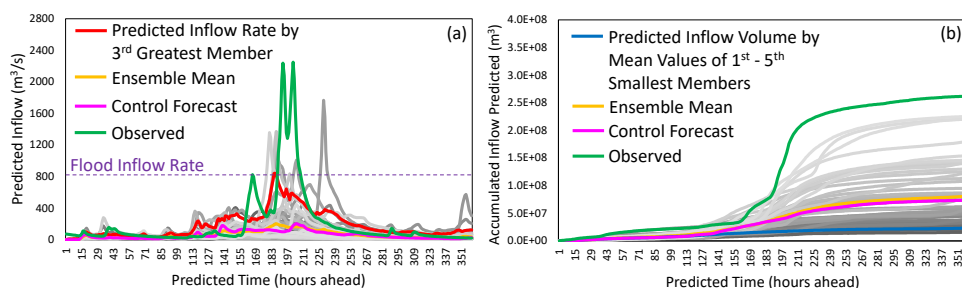 (a)
2800
2400
2000
1600
1200
800
400
0
Predicted Inflow (m³/s)
Predicted Inflow Rate by
3rd Greatest Member
Ensemble Mean
Control Forecast
Observed
Flood Inflow Rate
1 15 29 43 57 71 85 99 113 127 141 155 169 183 197 211 225 239 253 267 281 295 309 323 337 351
Predicted Time (hours ahead)
(b)
4.0E+08
3.5E+08
3.0E+08
2.5E+08
2.0E+08
1.5E+08
1.0E+08
5.0E+07
0.0E+00
Accumulated Inflow Predicted (m³)
Predicted Inflow Volume by
Mean Values of 1st - 5th
Smallest Members
Ensemble Mean
Control Forecast
Observed
1 15 29 43 57 71 85 99 113 127 141 155 169 183 197 211 225 239 253 267 281 295 309 323 337 351
Predicted Time (hours ahead)